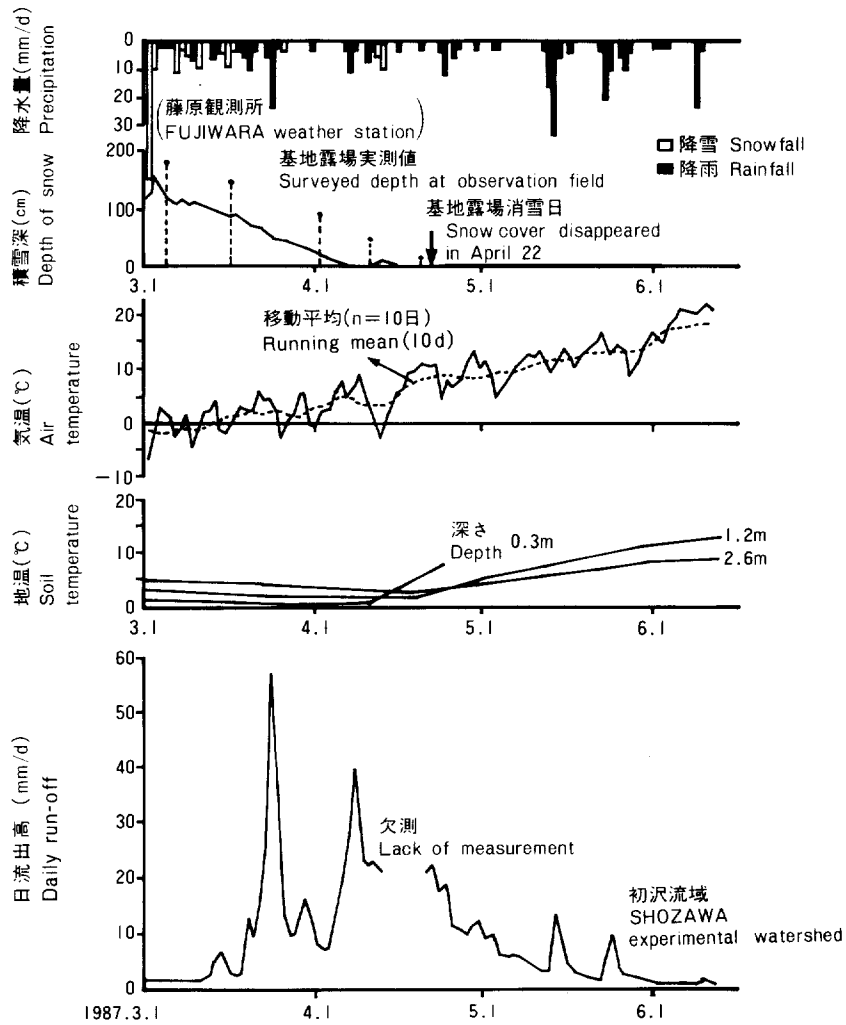 降水量(mm/d)
Precipitation
0
10
20
30
(藤原観測所
FUJIWARA weather station)
降雪 Snowfall
降雨 Rainfall
積雪深(cm)
Depth of snow
200
100
0
基地露場実測値
Surveyed depth at observation field
基地露場消雪日
Snow cover disappeared
in April 22
3.1 4.1 5.1 6.1
気温(℃)
Air
temperature
20
10
0
-10
移動平均(n=10日)
Running mean(10d)
地温(℃)
Soil
temperature
20
10
0
深さ
Depth 0.3m
1.2m
2.6m
3.1 4.1 5.1 6.1
日流出高 (mm/d)
Daily run-off
60
50
40
30
20
10
0
欠測
Lack of measurement
初沢流域
SHOZAWA
experimental watershed
1987.3.1 4.1 5.1 6.1